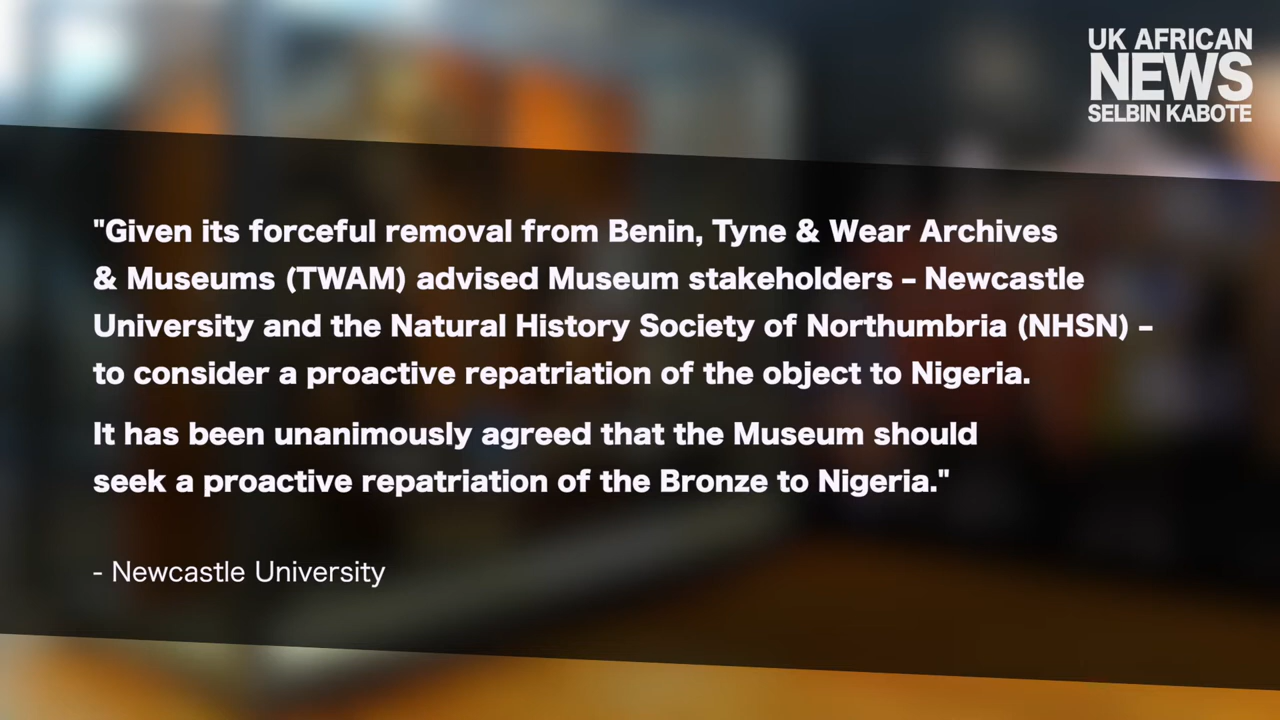 UK AFRICAN
NEWS
SELBIN KABOTE
"Given its forceful removal from Benin, Tyne & Wear Archives
& Museums (TWAM) advised Museum stakeholders – Newcastle
University and the Natural History Society of Northumbria (NHSN) –
to consider a proactive repatriation of the object to Nigeria.
It has been unanimously agreed that the Museum should
seek a proactive repatriation of the Bronze to Nigeria."
- Newcastle University